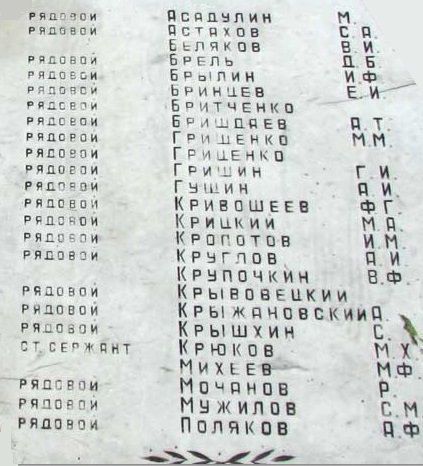 РЯДОВОЙ АСАДУЛИН М.
РЯДОВОЙ АСТАХОВ С.А.
БЕЛЯКОВ В.И.
РЯДОВОЙ БРЕЛЬ Д.Б.
РЯДОВОЙ БРЫЛИН И.Ф.
РЯДОВОЙ БРИНЦЕВ Е.И.
РЯДОВОЙ БРИТЧЕНКО
РЯДОВОЙ БРИШДАЕВ А.Т.
РЯДОВОЙ ГРИЩЕНКО М.М.
РЯДОВОЙ ГРИЦЕНКО
РЯДОВОЙ ГРИШИН Г.И.
РЯДОВОЙ ГУЩИН А.И.
РЯДОВОЙ КРИВОШЕЕВ Ф.Г.
РЯДОВОЙ КРИЦКИЙ М.А.
РЯДОВОЙ КРОПОТОВ И.М.
РЯДОВОЙ КРУГЛОВ А.И.
КРУПОЧКИН В.Ф.
РЯДОВОЙ КРЫВОВЕЦКИЙ
РЯДОВОЙ КРЫЖАНОВСКИЙ А.
РЯДОВОЙ КРЫШХИН С.
СТ. СЕРЖАНТ КРЮКОВ М.Х.
МИХЕЕВ М.Ф.
РЯДОВОЙ МОЧАНОВ Р.
РЯДОВОЙ МУЖИЛОВ С.М
РЯДОВОЙ ПОЛЯКОВ А.Ф.